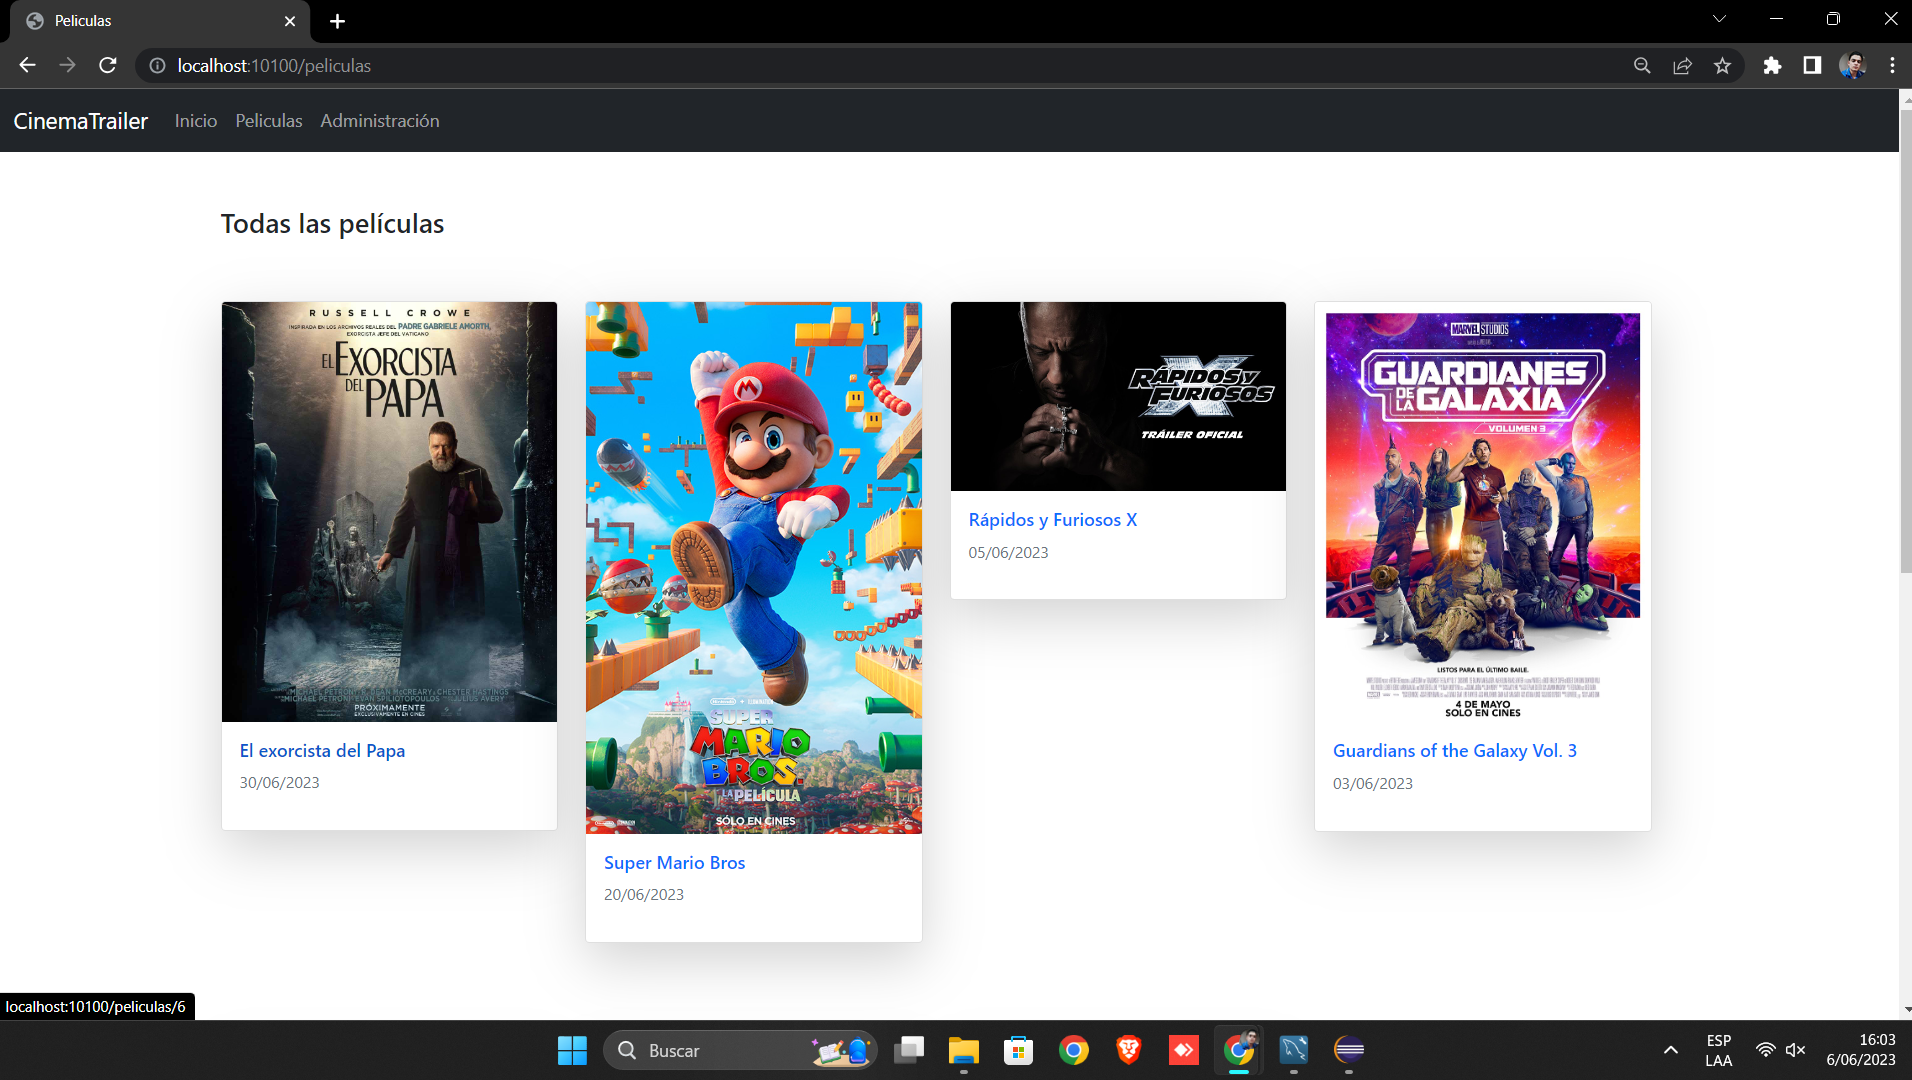 Peliculas
localhost:10100/peliculas
CinemaTrailer
Inicio Peliculas Administración
Todas las películas
RUSSELL CROWE
INSPIRADA EN LOS ARCHIVOS REALES DEL PADRE GABRIELE AMORTH,
EXORCISTA JEFE DEL VATICANO
EL EXORCISTA
DEL PAPA
PRÓXIMAMENTE
EXCLUSIVAMENTE EN CINES
El exorcista del Papa
30/06/2023
SUPER
MARIO
BROS.
LA PELÍCULA
SÓLO EN CINES
Super Mario Bros
20/06/2023
X
RÁPIDOS Y
FURIOSOS
TRÁILER OFICIAL
Rápidos y Furiosos X
05/06/2023
MARVEL STUDIOS
GUARDIANES
DE LA GALAXIA
VOLUMEN 3
LISTOS PARA EL ÚLTIMO BAILE.
4 DE MAYO
SOLO EN CINES
Guardians of the Galaxy Vol. 3
03/06/2023
localhost:10100/peliculas/6
Buscar
ESP
LAA
16:03
6/06/2023